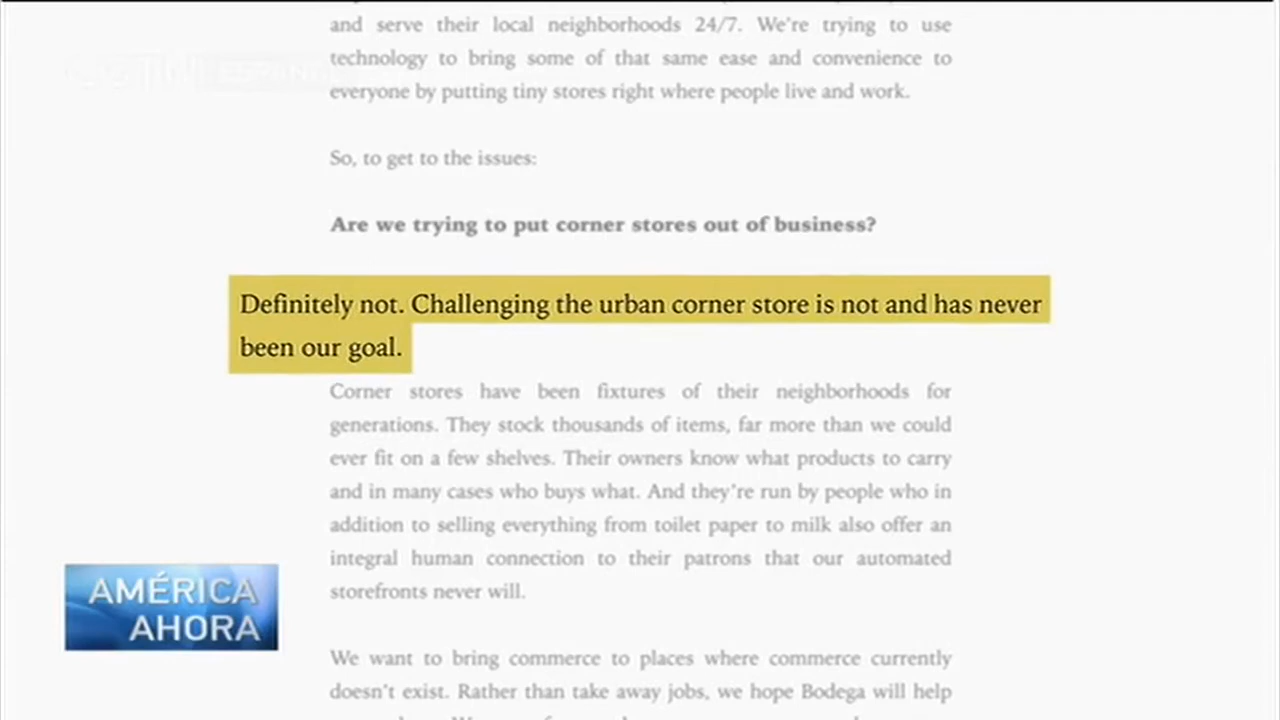 and serve their local neighborhoods 24/7. We're trying to use
technology to bring some of that same ease and convenience to
everyone by putting tiny stores right where people live and work.
So, to get to the issues:
Are we trying to put corner stores out of business?
Definitely not. Challenging the urban corner store is not and has never
been our goal.
Corner stores have been fixtures of their neighborhoods for
generations. They stock thousands of items, far more than we could
ever fit on a few shelves. Their owners know what products to carry
and in many cases who buys what. And they're run by people who in
addition to selling everything from toilet paper to milk also offer an
integral human connection to their patrons that our automated
storefronts never will.
AMÉRICA
AHORA
We want to bring commerce to places where commerce currently
doesn't exist. Rather than take away jobs, we hope Bodega will help